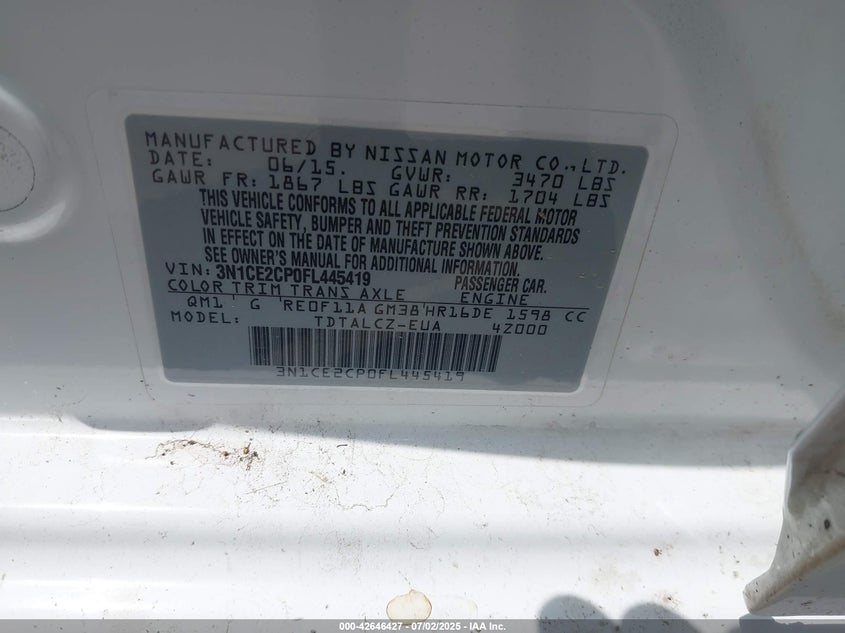 MANUFACTURED BY NISSAN MOTOR CO., LTD.
DATE: 06/15. GVWR: 3470 LBS
GAWR FR: 1867 LBS GAWR RR: 1704 LBS
THIS VEHICLE CONFORMS TO ALL APPLICABLE FEDERAL MOTOR
VEHICLE SAFETY, BUMPER AND THEFT PREVENTION STANDARDS
IN EFFECT ON THE DATE OF MANUFACTURE SHOWN ABOVE.
SEE OWNER'S MANUAL FOR ADDITIONAL INFORMATION.
VIN: 3N1CE2CP0FL445419 PASSENGER CAR.
COLOR TRIM TRANS AXLE ENGINE
QM1 ' G 'RE0F11A GM38'HR16DE 1598 CC
MODEL: TDTALCZ-EUA 4Z000
3N1CE2CP0FL445419
000-42646427 - 07/02/2025 - IAA Inc.